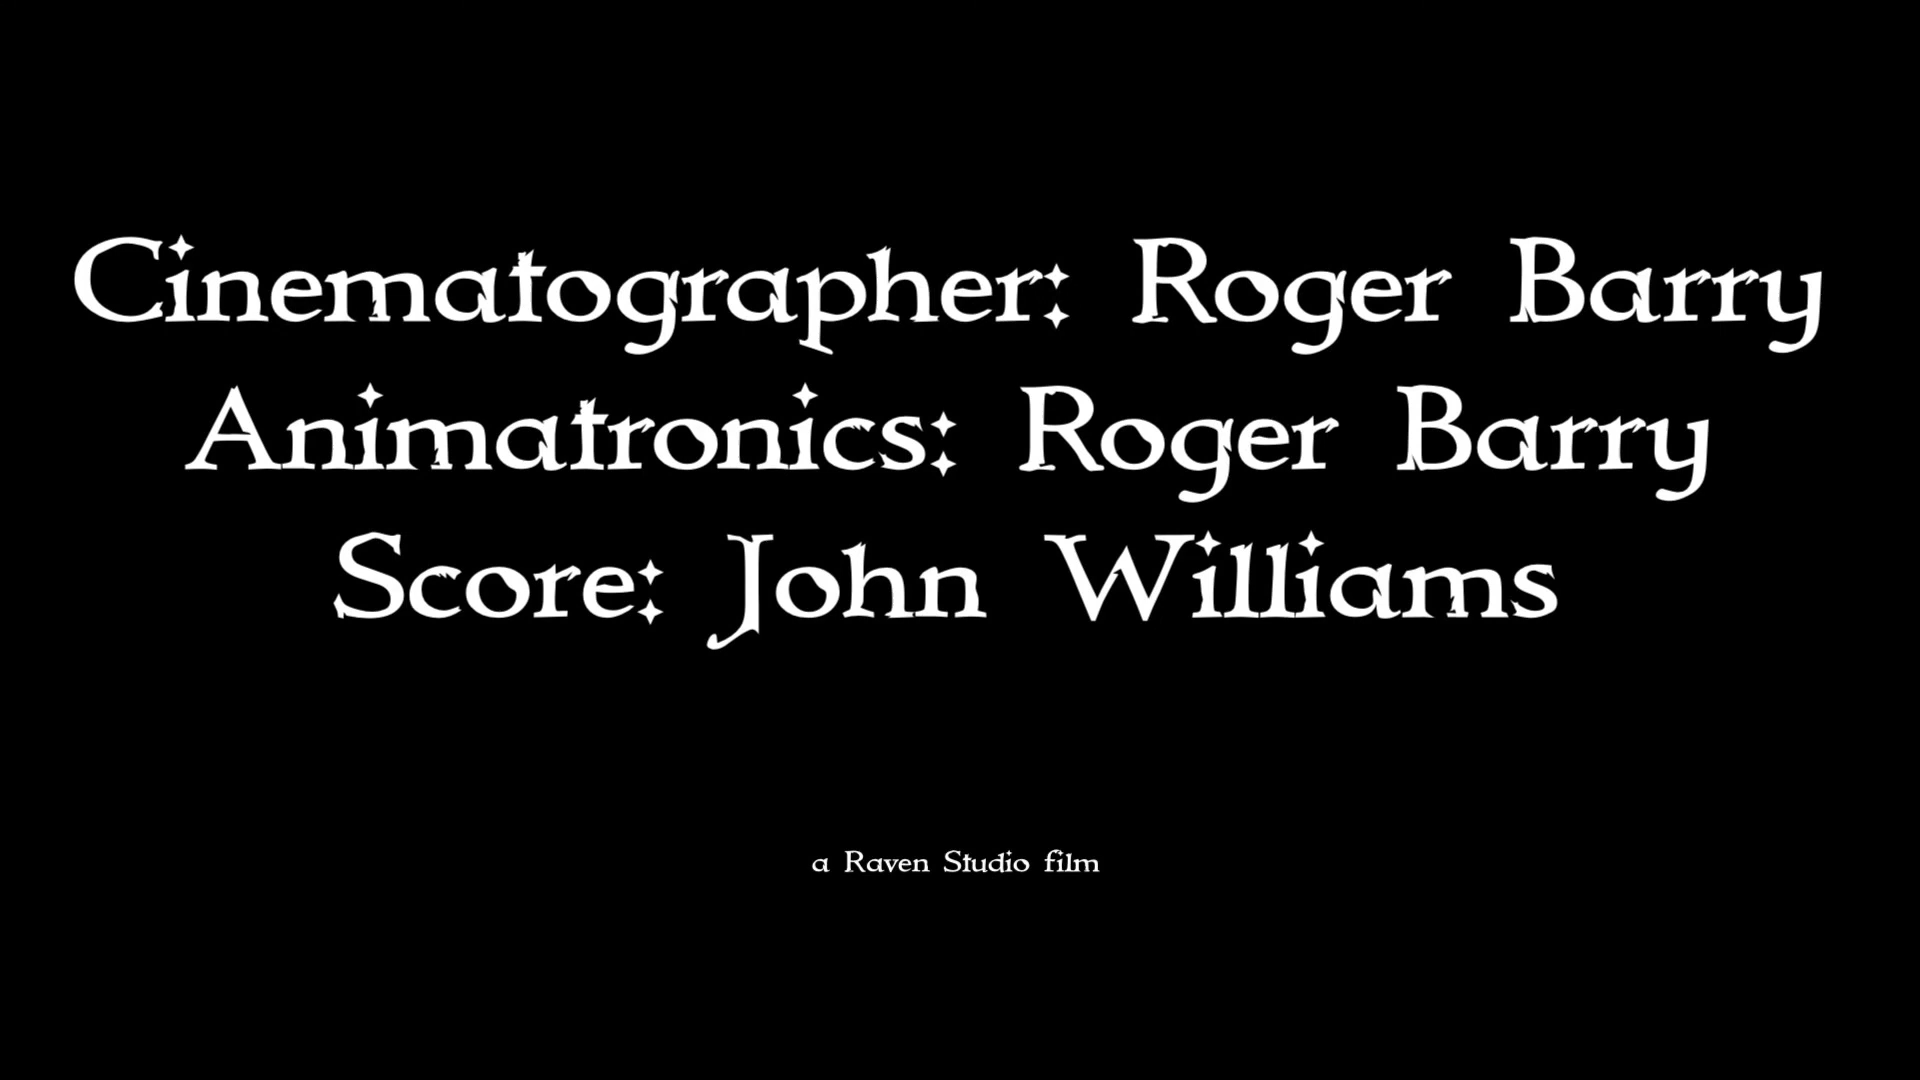 Cinematographer: Roger Barry
Animatronics: Roger Barry
Score: John Williams
a Raven Studio film